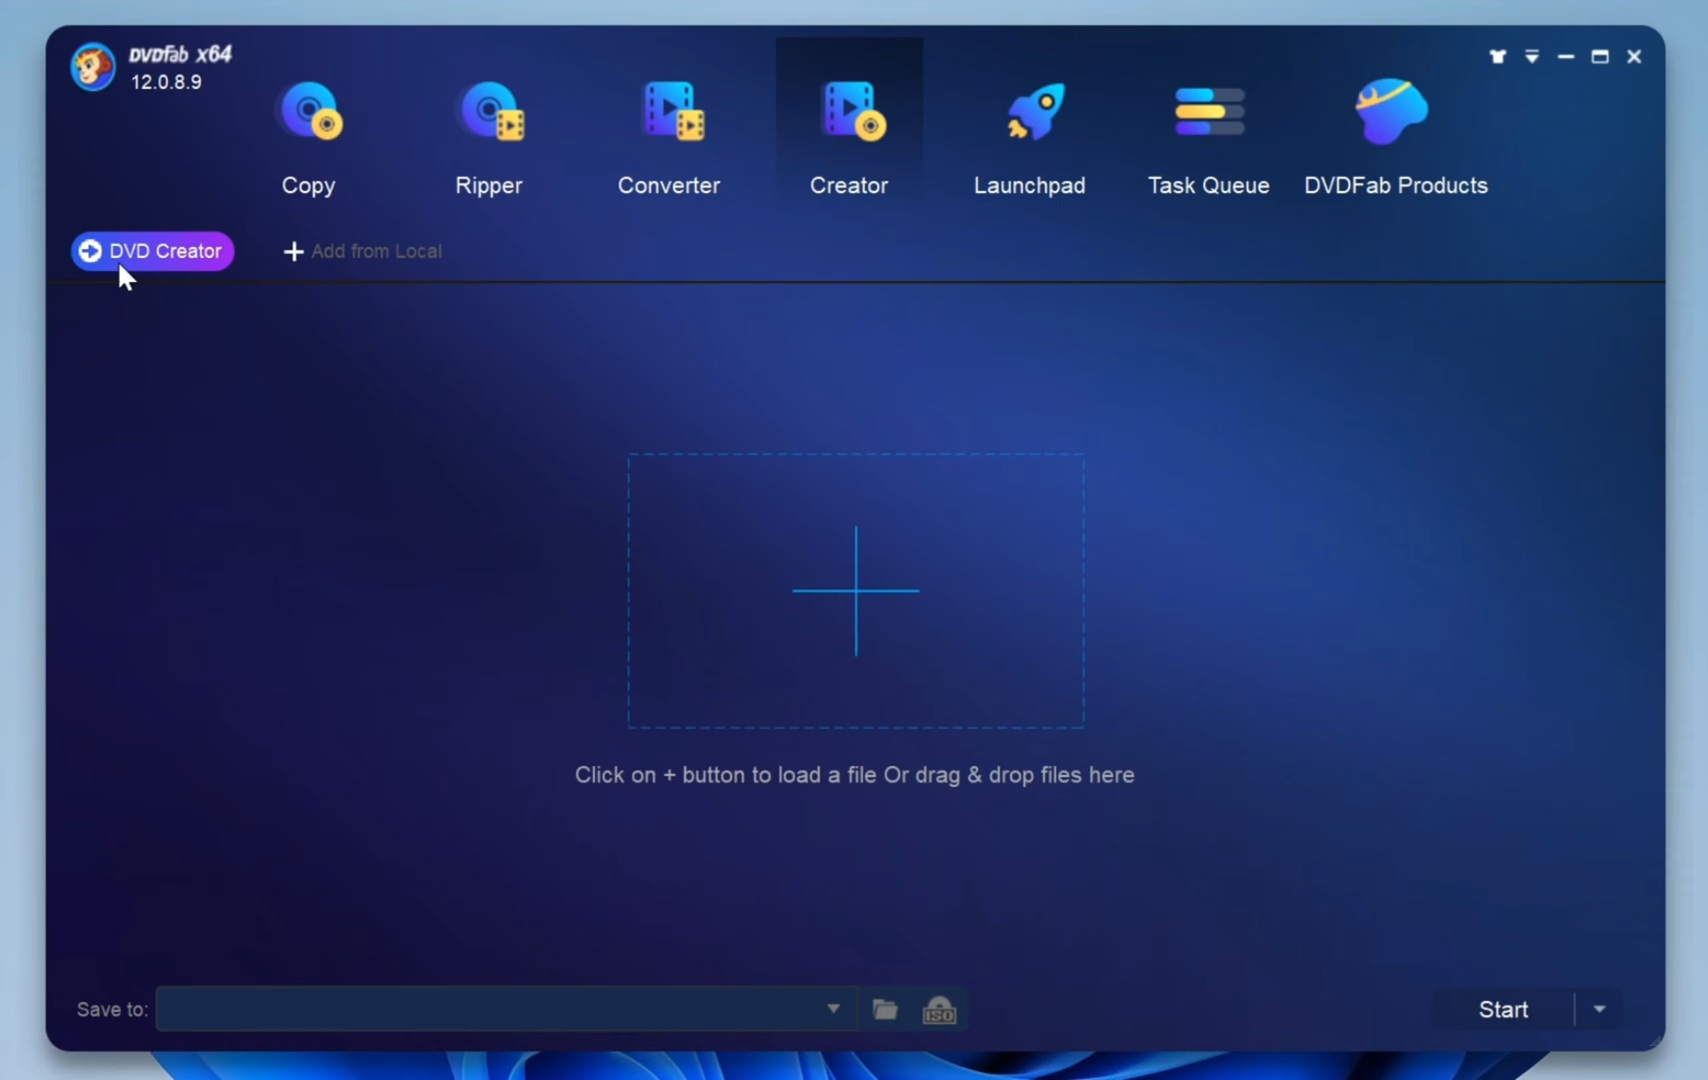 DVDFab x64
12.0.8.9
Copy
Ripper
Converter
Creator
Launchpad
Task Queue
DVDFab Products
DVD Creator
Add from Local
Click on + button to load a file Or drag & drop files here
Save to:
ISO
Start